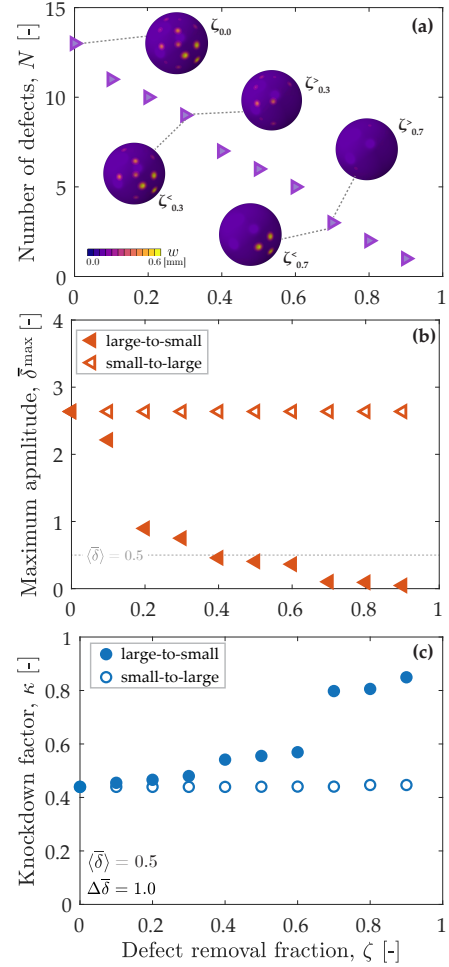 (a)
15
10
5
0
Number of defects, N [-]
ζ0.0
ζ>0.3
ζ>0.7
ζ<0.3
ζ<0.7
w
0.0 0.6 [mm]
0 0.2 0.4 0.6 0.8 1
(b)
4
3
2
1
0
Maximum apmlitude, δ̅max [-]
large-to-small
small-to-large
⟨δ̅⟩ = 0.5
0 0.2 0.4 0.6 0.8 1
(c)
1
0.8
0.6
0.4
0.2
0
Knockdown factor, κ [-]
large-to-small
small-to-large
⟨δ̅⟩ = 0.5
Δδ̅ = 1.0
0 0.2 0.4 0.6 0.8 1
Defect removal fraction, ζ [-]